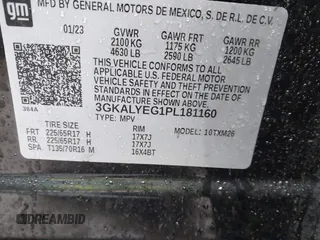 gm
MFD BY GENERAL MOTORS DE MEXICO, S. DE R.L. DE C.V.
01/23 GVWR GAWR FRT GAWR RR
2100 KG 1175 KG 1200 KG
4630 LB 2590 LB 2645 LB
THIS VEHICLE CONFORMS TO ALL
APPLICABLE U.S. FEDERAL MOTOR
VEHICLE SAFETY AND THEFT
PREVENTION STANDARDS IN EFFECT
ON THE DATE OF MANUFACTURE
SHOWN ABOVE.
384A 3GKALYEG1PL181160
TYPE: MPV
TIRE SIZE RIM MODEL: 10TXM26
FRT 225/65R17 H 17X7J
RR 225/65R17 H 17X7J
SPA T135/70R16 M 16X4BT
DREAMBID